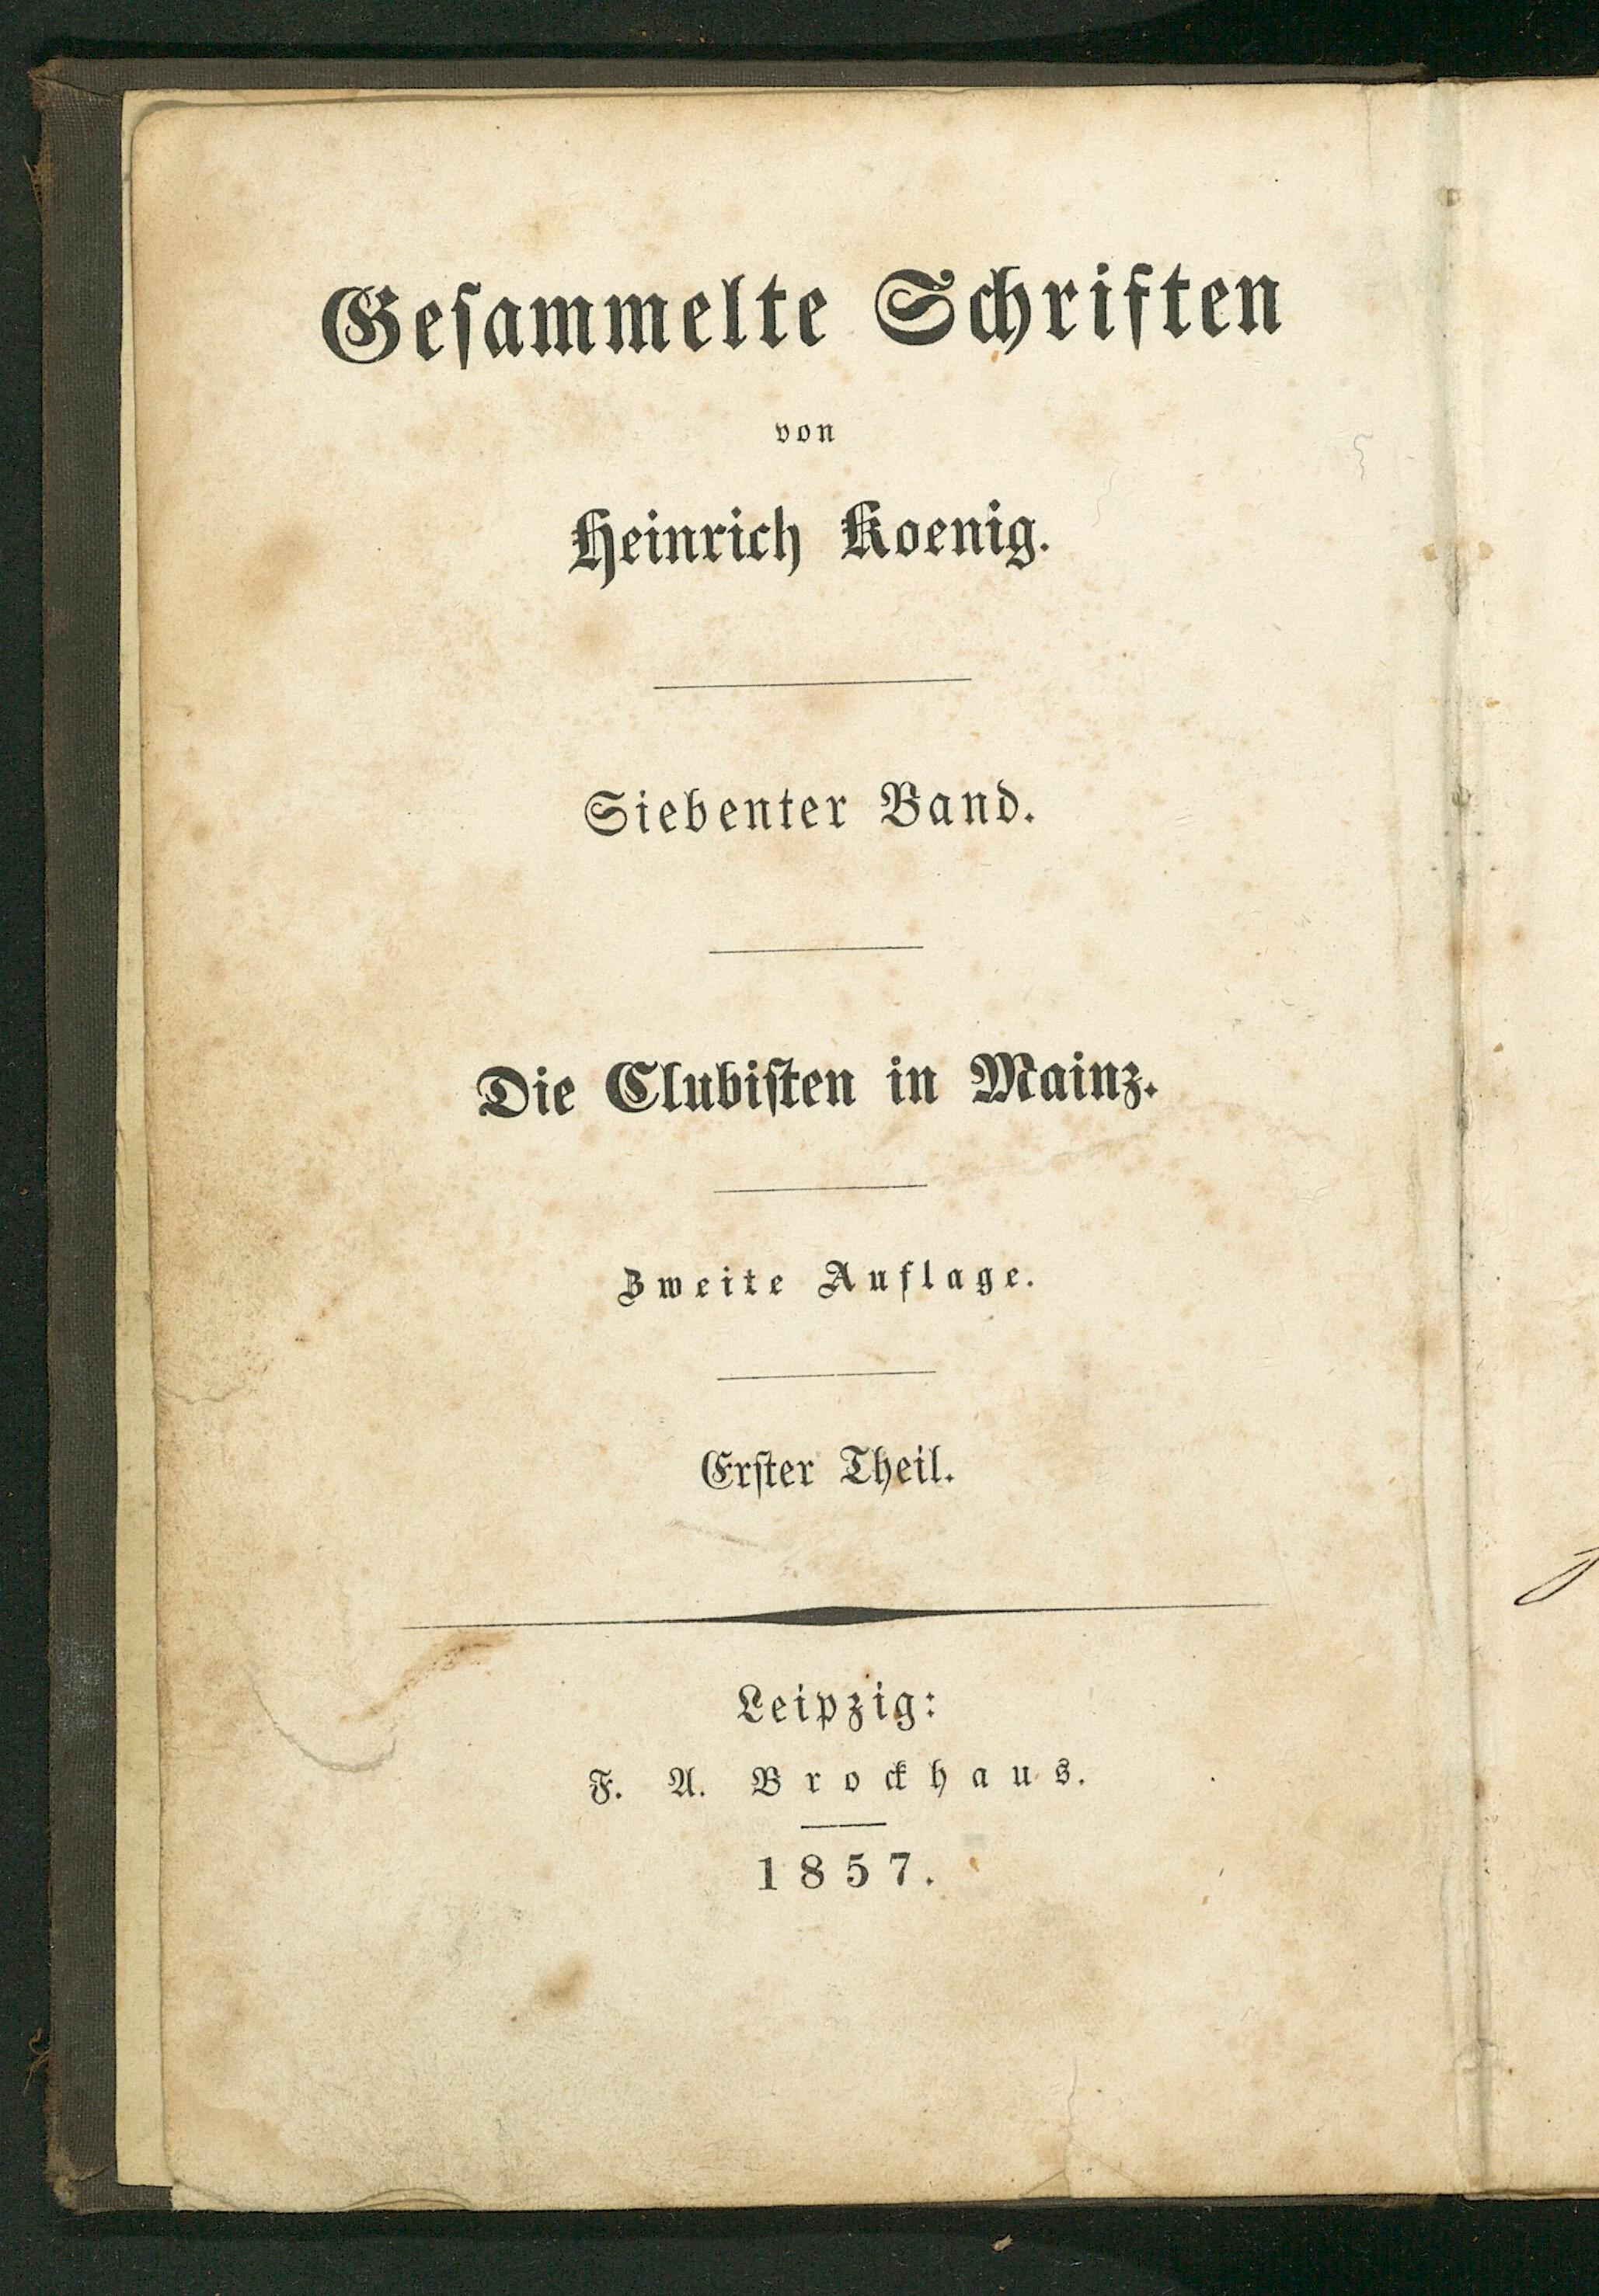 Gesammelte Schriften
von
Heinrich Koenig.
Siebenter Band.
Die Clubiſten in Mainz.
Zweite Auflage.
Erſter Theil.
Leipzig:
F. A. Brockhaus.
1857.